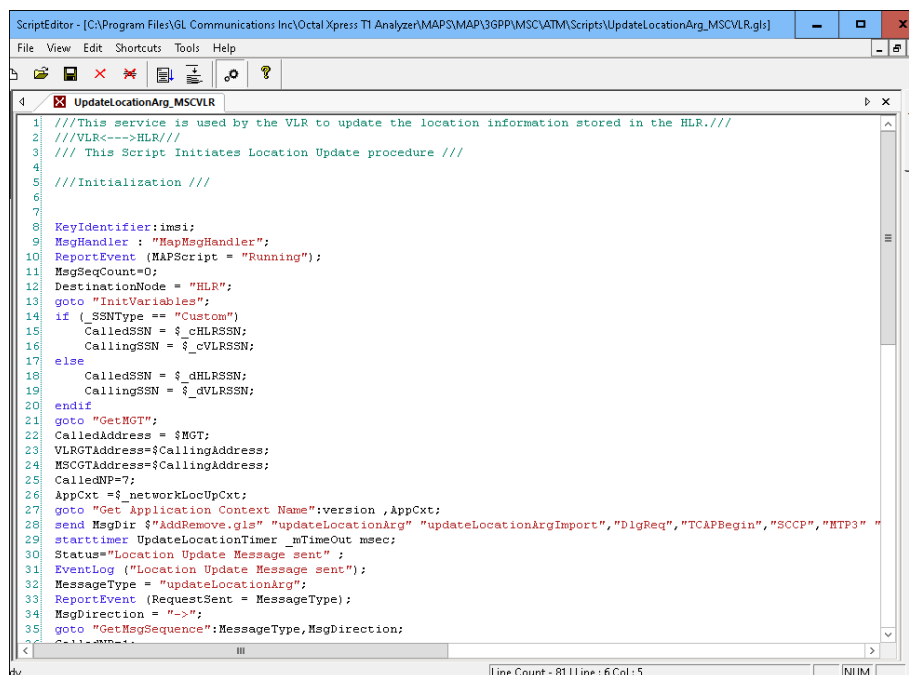 ScriptEditor - [C:\Program Files\GL Communications Inc\Octal Xpress T1 Analyzer\MAPS\MAP\3GPP\MSC\ATM\Scripts\UpdateLocationArg_MSCVLR.gls]
File View Edit Shortcuts Tools Help
UpdateLocationArg_MSCVLR
1 ///This service is used by the VLR to update the location information stored in the HLR.///
2 ///VLR<--->HLR///
3 /// This Script Initiates Location Update procedure ///
4
5 ///Initialization ///
6
7
8 KeyIdentifier:imsi;
9 MsgHandler : "MapMsgHandler";
10 ReportEvent (MAPScript = "Running");
11 MsgSeqCount=0;
12 DestinationNode = "HLR";
13 goto "InitVariables";
14 if (_SSNType == "Custom")
15 CalledSSN = $_cHLRSSN;
16 CallingSSN = $_cVLRSSN;
17 else
18 CalledSSN = $_dHLRSSN;
19 CallingSSN = $_dVLRSSN;
20 endif
21 goto "GetMGT";
22 CalledAddress = $MGT;
23 VLRGTAddress=$CallingAddress;
24 MSCGTAddress=$CallingAddress;
25 CalledNP=7;
26 AppCxt =$_networkLocUpCxt;
27 goto "Get Application Context Name":version ,AppCxt;
28 send MsgDir $"AddRemove.gls" "updateLocationArg" "updateLocationArgImport","DlgReq","TCAPBegin","SCCP","MTP3" "
29 starttimer UpdateLocationTimer _mTimeOut msec;
30 Status="Location Update Message sent" ;
31 EventLog ("Location Update Message sent");
32 MessageType = "updateLocationArg";
33 ReportEvent (RequestSent = MessageType);
34 MsgDirection = "->";
35 goto "GetMsgSequence":MessageType,MsgDirection;
Line Count - 81 Line : 6 Col : 5
NUM